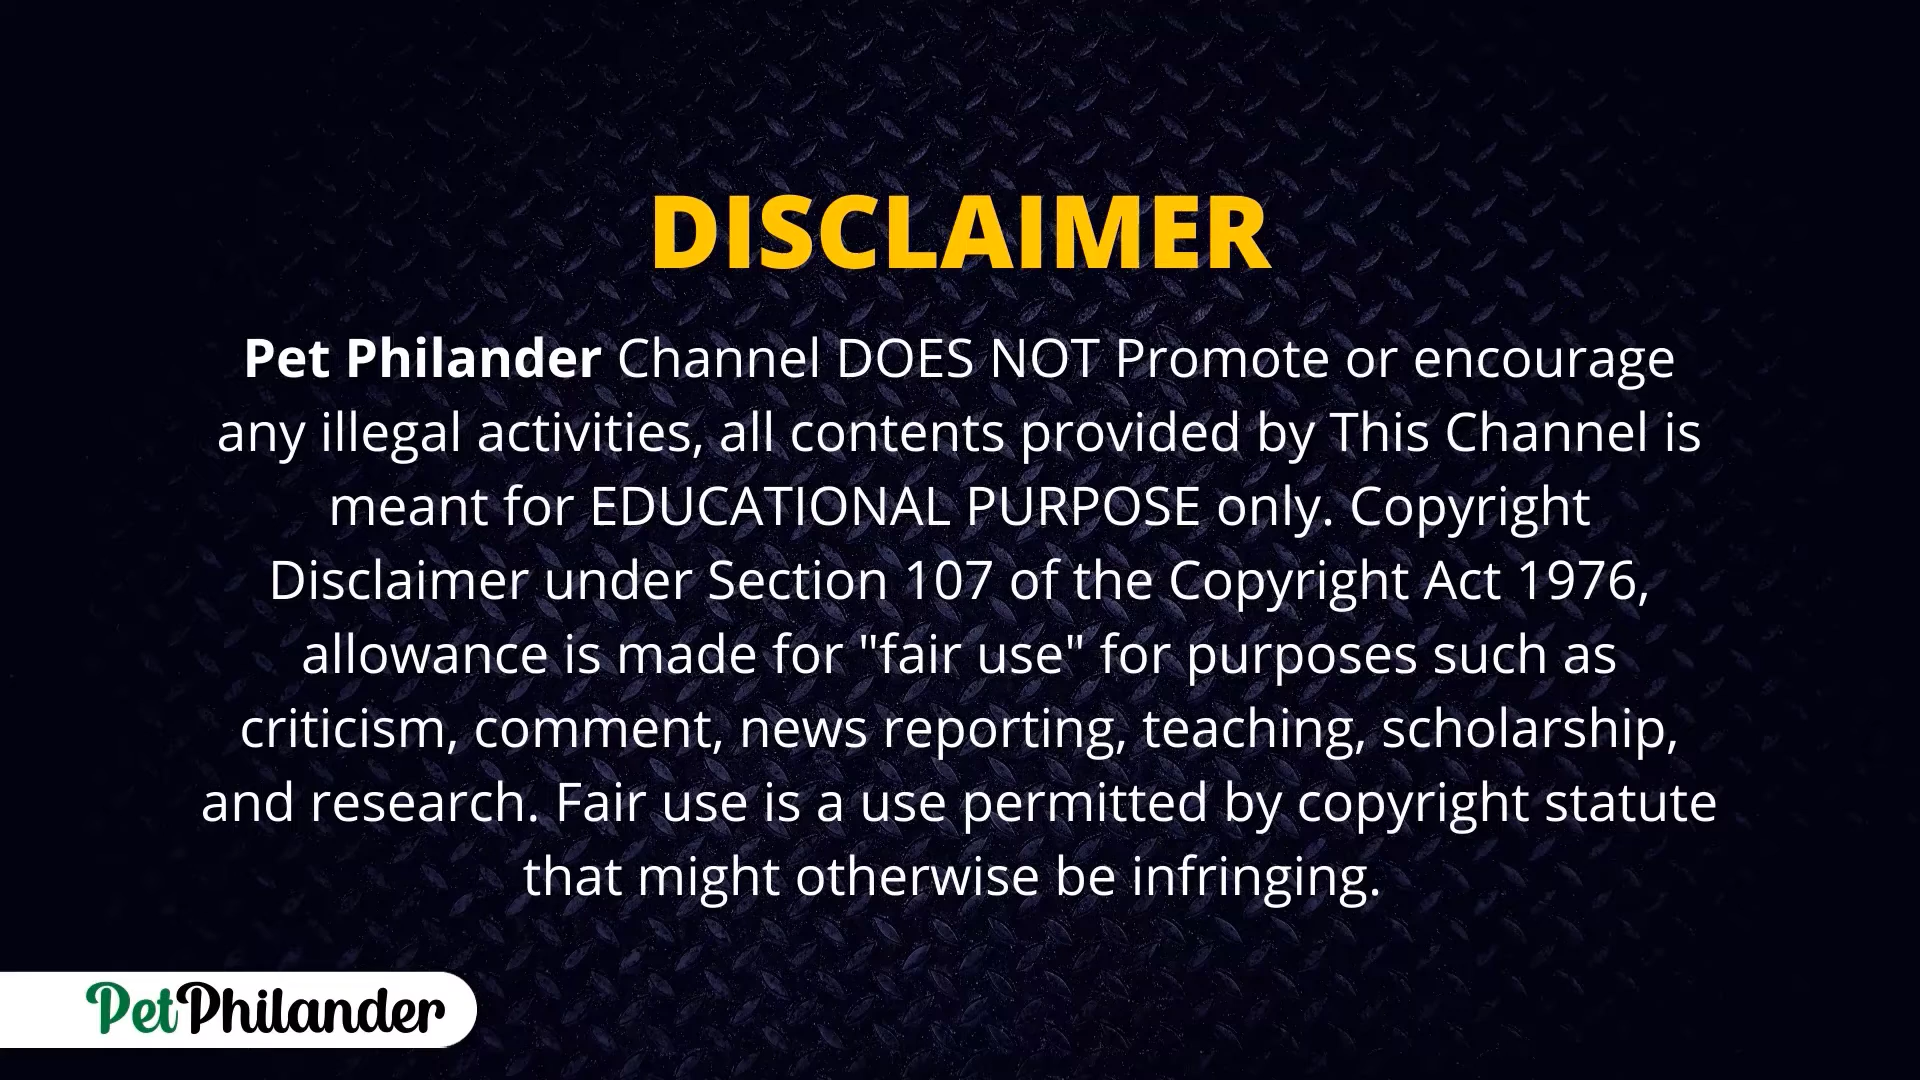 DISCLAIMER
Pet Philander Channel DOES NOT Promote or encourage
any illegal activities, all contents provided by This Channel is
meant for EDUCATIONAL PURPOSE only. Copyright
Disclaimer under Section 107 of the Copyright Act 1976,
allowance is made for "fair use" for purposes such as
criticism, comment, news reporting, teaching, scholarship,
and research. Fair use is a use permitted by copyright statute
that might otherwise be infringing.
PetPhilander